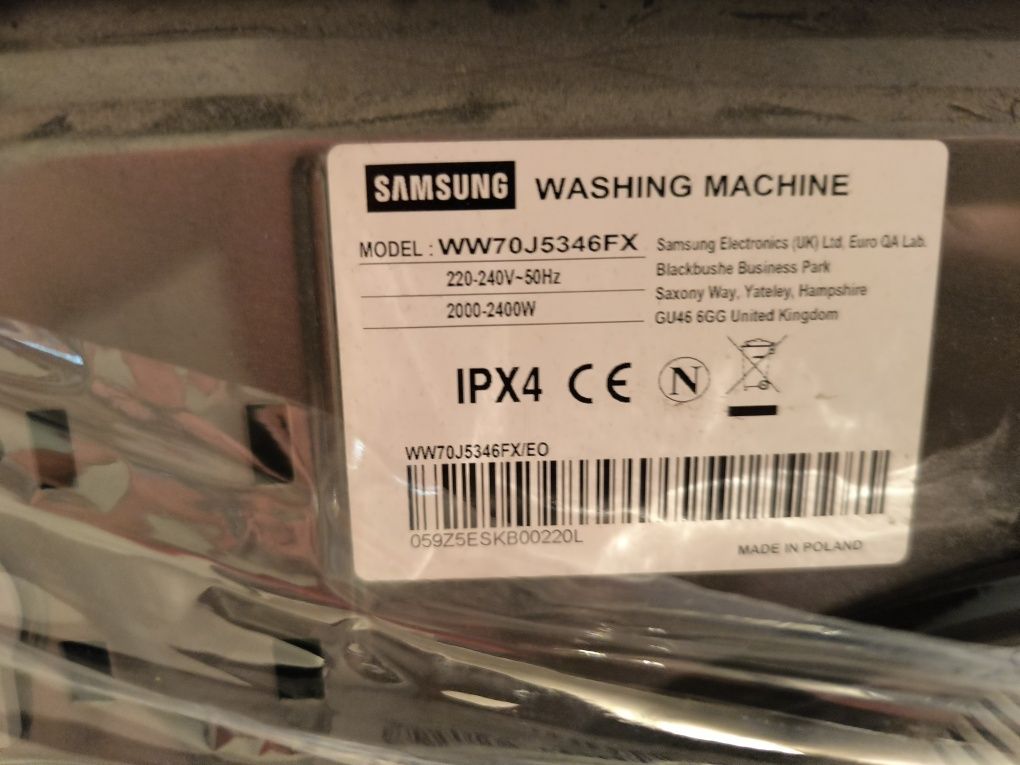 SAMSUNG WASHING MACHINE
MODEL : WW70J5346FX
220-240V~50Hz
2000-2400W
Samsung Electronics (UK) Ltd, Euro QA Lab.
Blackbushe Business Park
Saxony Way, Yateley, Hampshire
GU46 6GG United Kingdom
IPX4 CE N
WW70J5346FX/EO
059Z5ESKB00220L
MADE IN POLAND